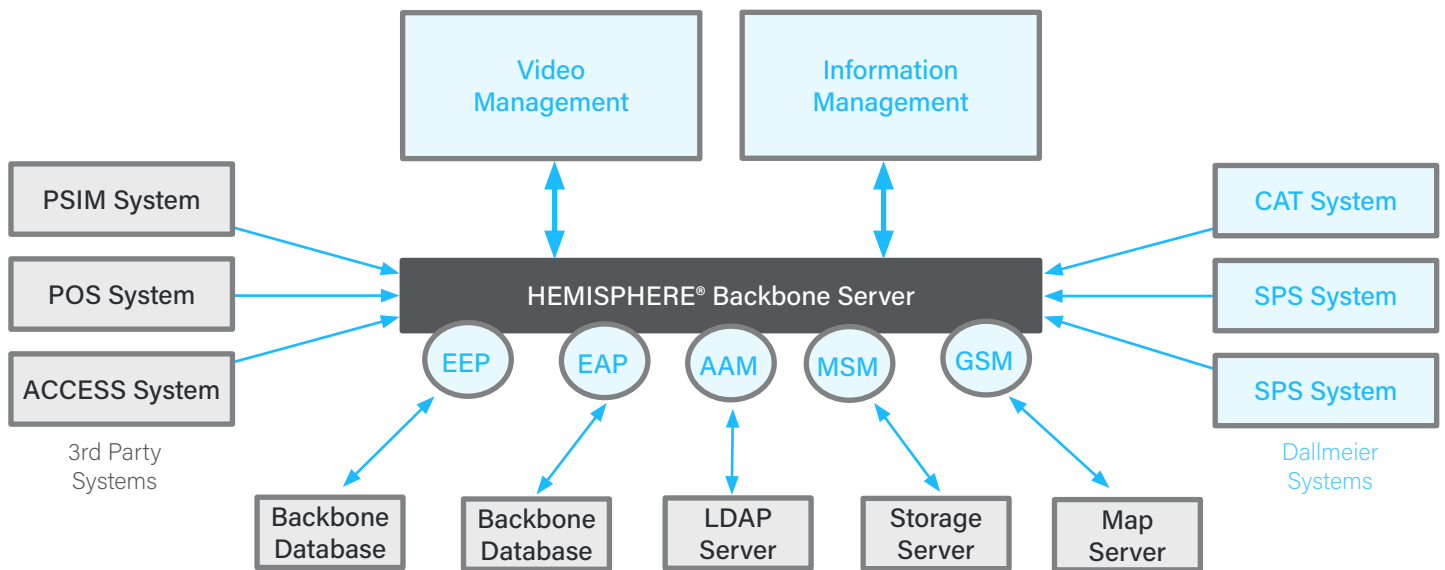 Video
Management
Information
Management
PSIM System
POS System
ACCESS System
3rd Party
Systems
HEMISPHERE® Backbone Server
EEP
EAP
AAM
MSM
GSM
CAT System
SPS System
SPS System
Dallmeier
Systems
Backbone
Database
Backbone
Database
LDAP
Server
Storage
Server
Map
Server